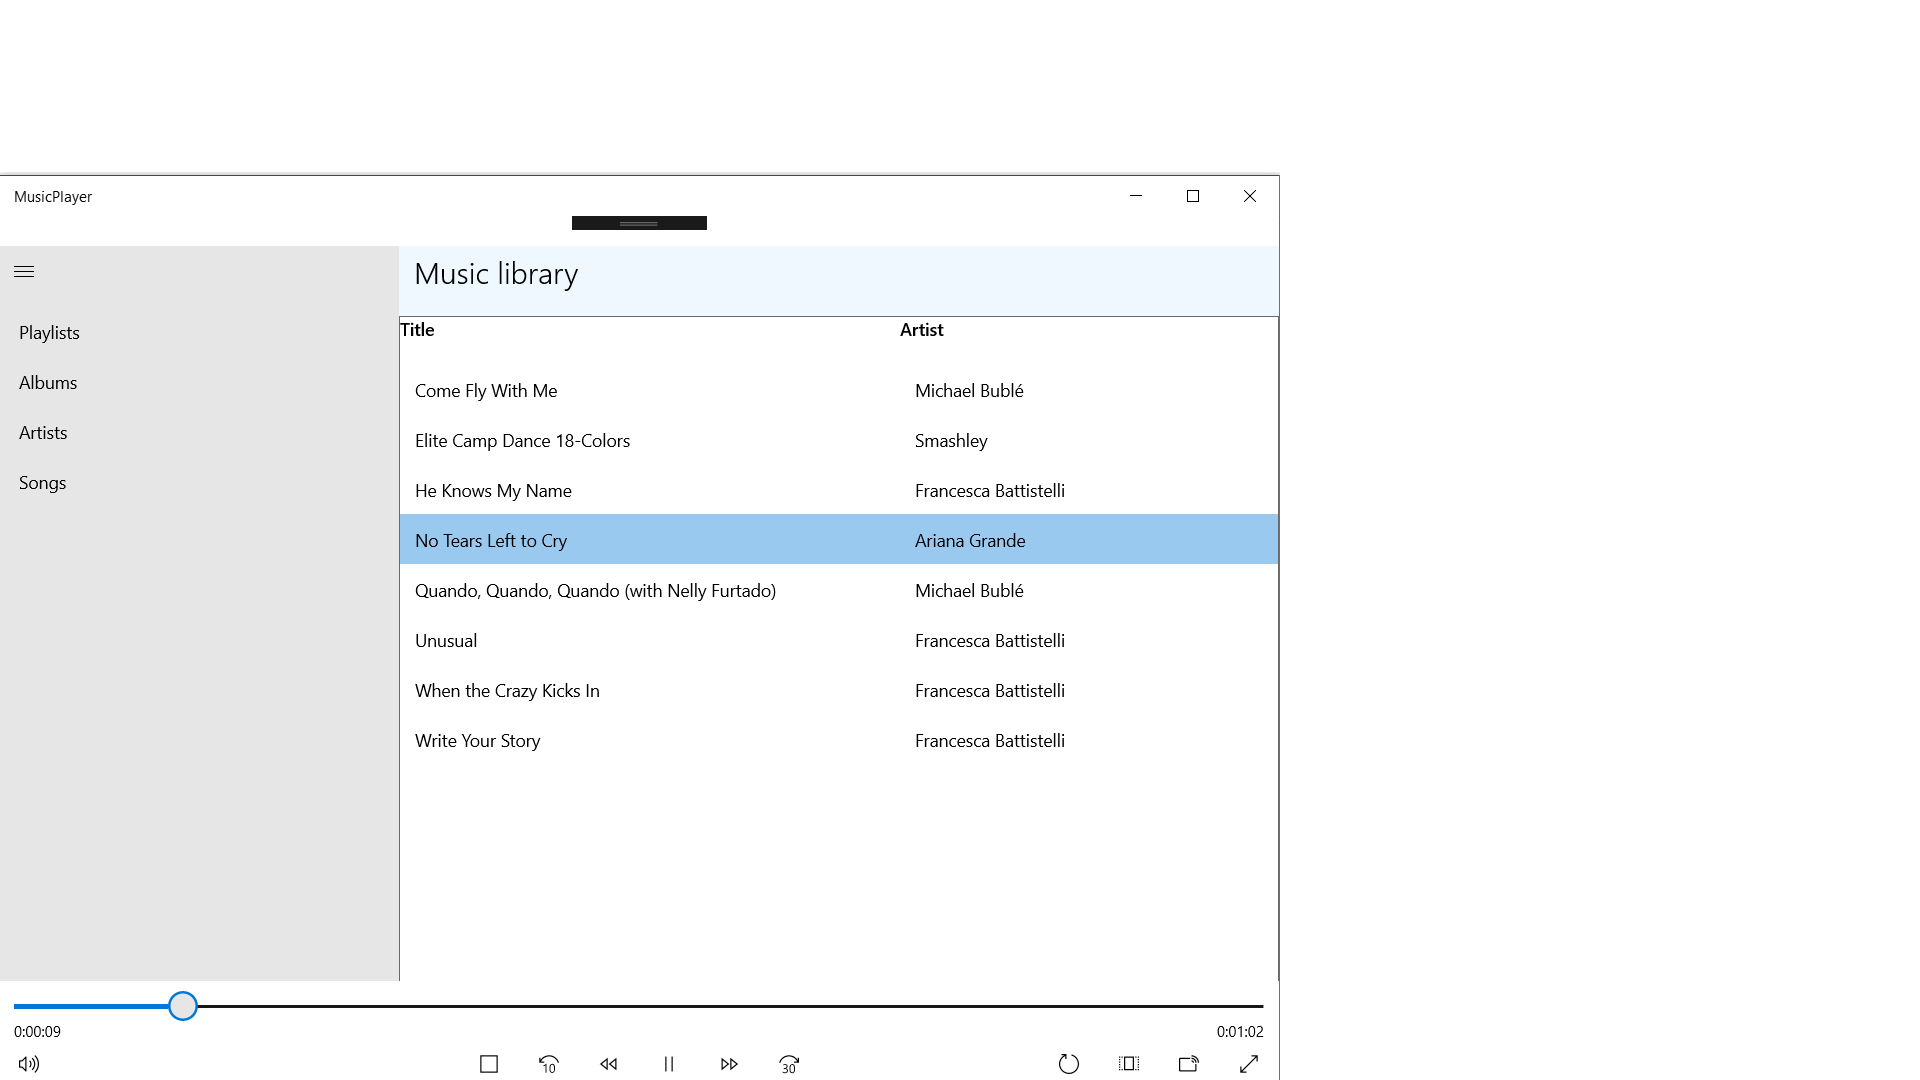 MusicPlayer
Music library
Playlists
Albums
Artists
Songs
Title Artist
Come Fly With Me Michael Bublé
Elite Camp Dance 18-Colors Smashley
He Knows My Name Francesca Battistelli
No Tears Left to Cry Ariana Grande
Quando, Quando, Quando (with Nelly Furtado) Michael Bublé
Unusual Francesca Battistelli
When the Crazy Kicks In Francesca Battistelli
Write Your Story Francesca Battistelli
0:00:09 0:01:02
10 30